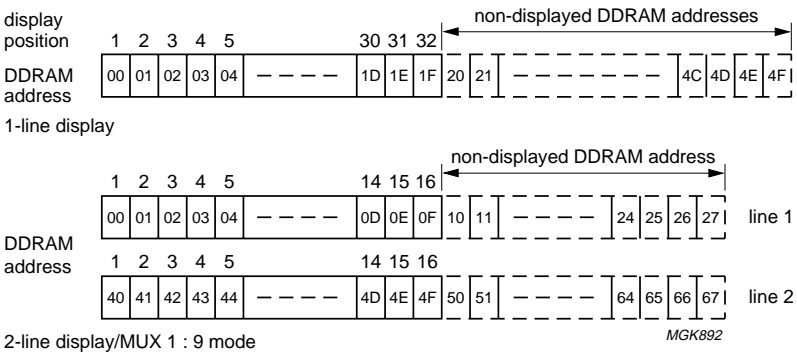 display position 1 2 3 4 5 30 31 32 non-displayed DDRAM addresses
DDRAM address 00 01 02 03 04 1D 1E 1F 20 21 4C 4D 4E 4F
1-line display
non-displayed DDRAM address
1 2 3 4 5 14 15 16
00 01 02 03 04 0D 0E 0F 10 11 24 25 26 27 line 1
DDRAM address
1 2 3 4 5 14 15 16
40 41 42 43 44 4D 4E 4F 50 51 64 65 66 67 line 2
2-line display/MUX 1 : 9 mode
MGK892